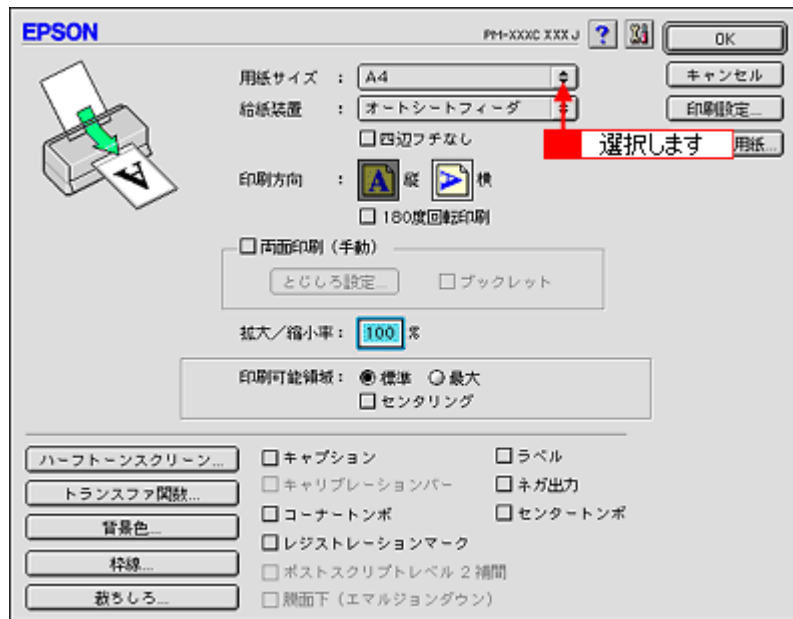 EPSON PM-XXXC XXX J ? OK
用紙サイズ : A4 キャンセル
給紙装置 : オートシートフィーダ 印刷設定...
四辺フチなし 選択します 用紙...
印刷方向 : A 縦 A 横
180度回転印刷
両面印刷(手動)
とじしろ設定... ブックレット
拡大/縮小率: 100 %
印刷可能領域: 標準 最大
センタリング
ハーフトーンスクリーン... キャプション ラベル
トランスファ関数... キャリブレーションバー ネガ出力
背景色... コーナートンボ センタートンボ
枠線... レジストレーションマーク
裁ちしろ... ポストスクリプトレベル 2 補間
膜面下(エマルジョンダウン)
A